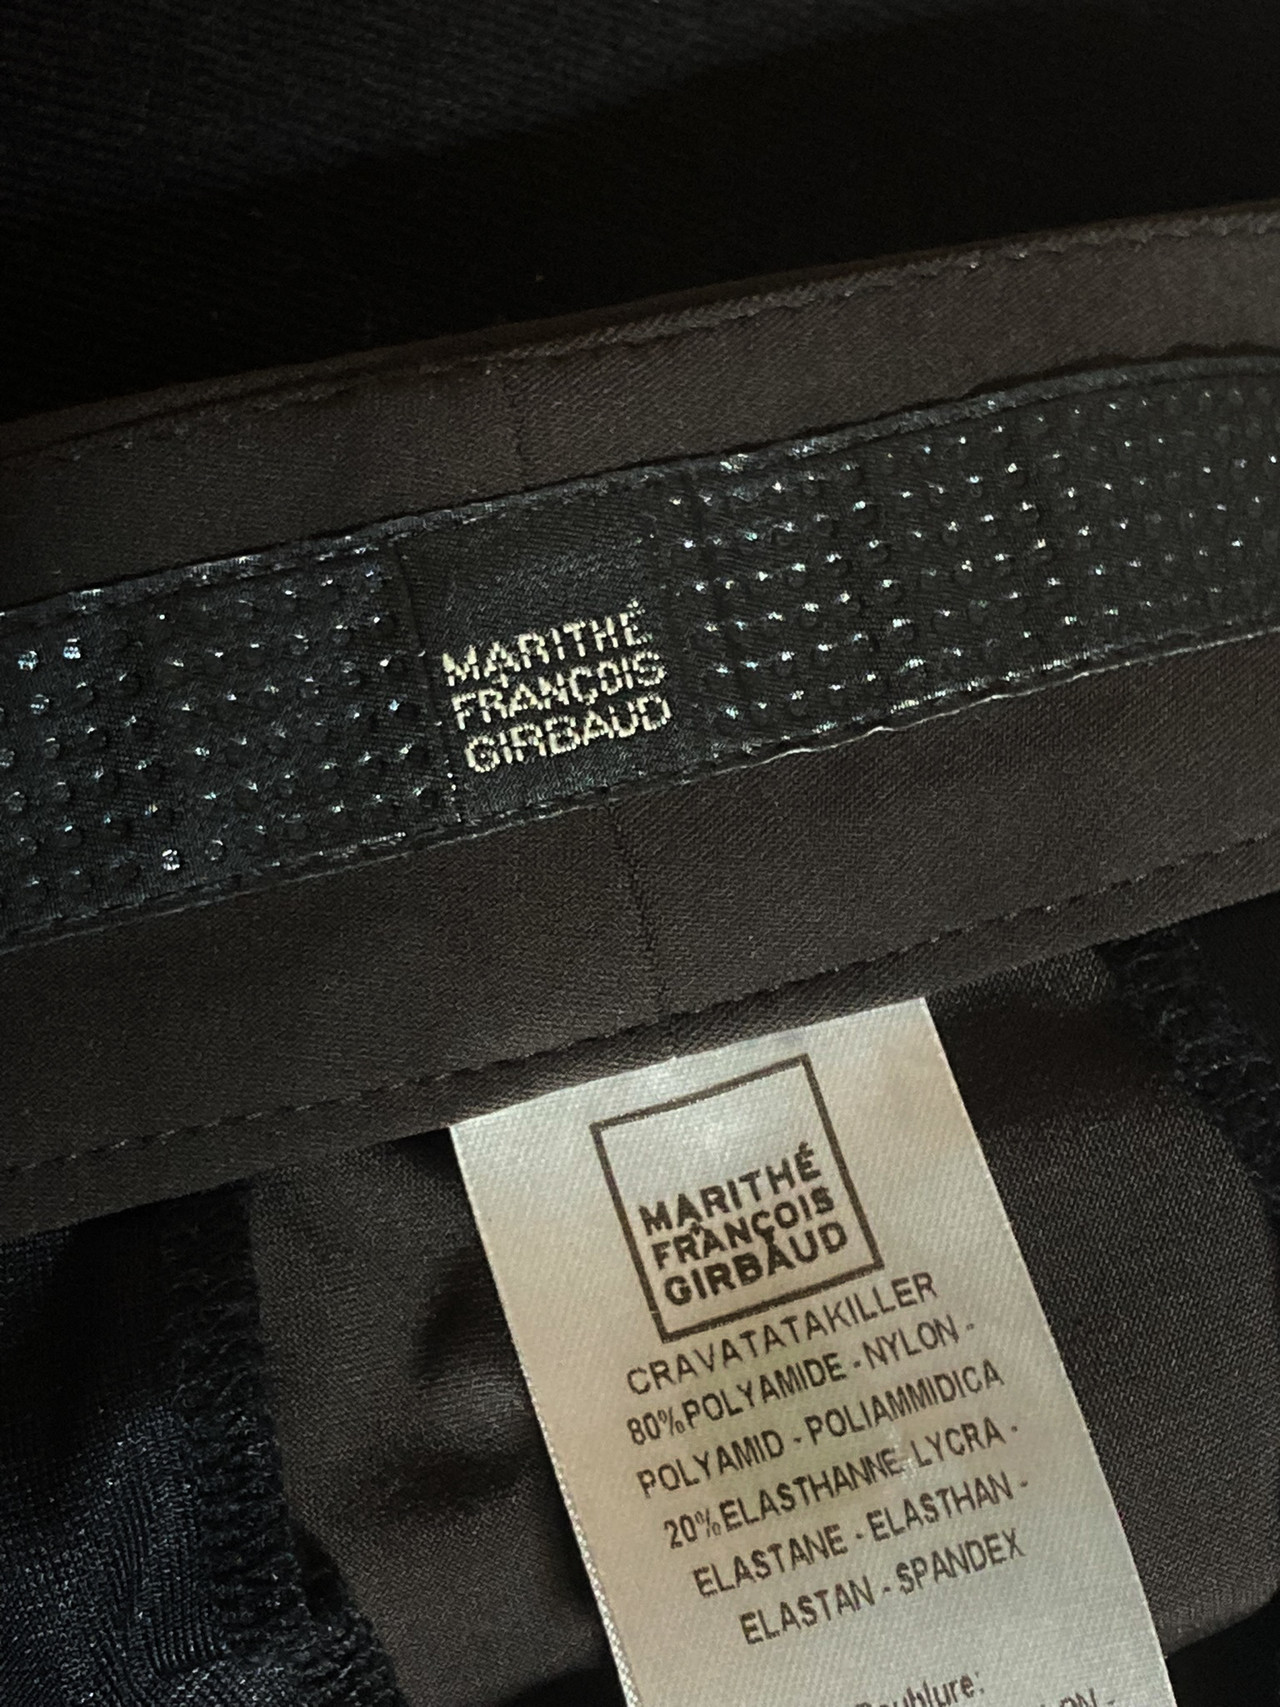 MARITHÉ
FRANÇOIS
GIRBAUD
MARITHÉ
+
FRANÇOIS
GIRBAUD
CRAVATATAKILLER
80%POLYAMIDE - NYLON -
POLYAMID - POLIAMMIDICA
20%ELASTHANNE LYCRA -
ELASTANE - ELASTHAN -
ELASTAN - SPANDEX
Doublure: